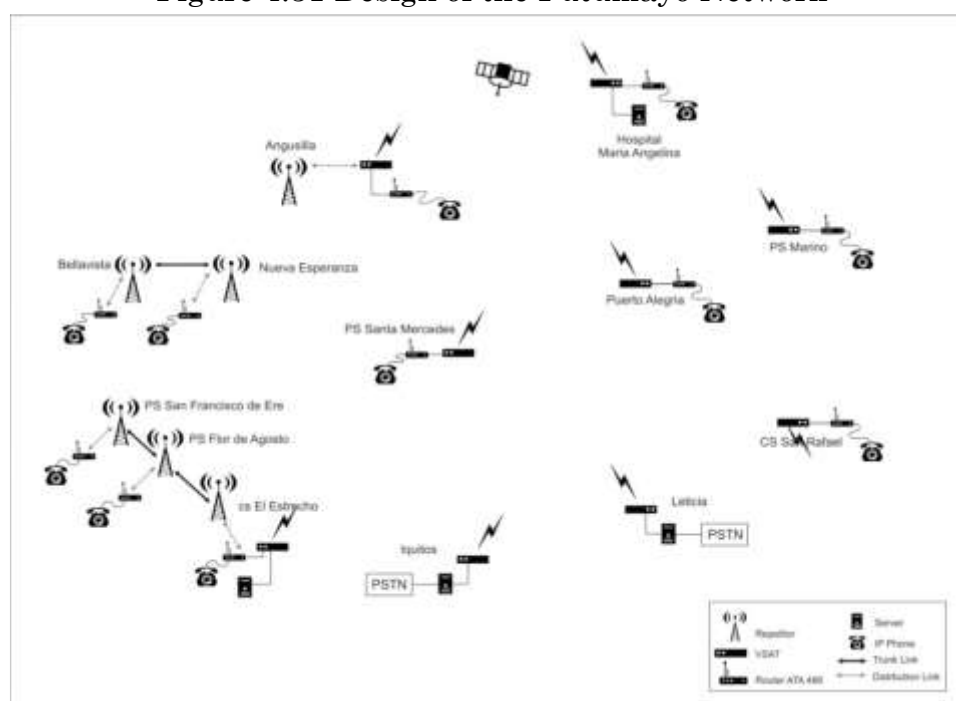 Figure 4.31 Design of the Putumayo Network
Hospital
Maria Angelina
Angusilla
PS Marino
Bellavista
Nueva Esperanza
Puerto Alegria
PS Santa Mercedes
PS San Francisco de Ere
PS Flor de Agosto
CS San Rafael
cs El Estrecho
Leticia
PSTN
Iquitos
PSTN
Repetidor
VSAT
Router ATA 486
Server
IP Phone
Trunk Link
Distribution Link